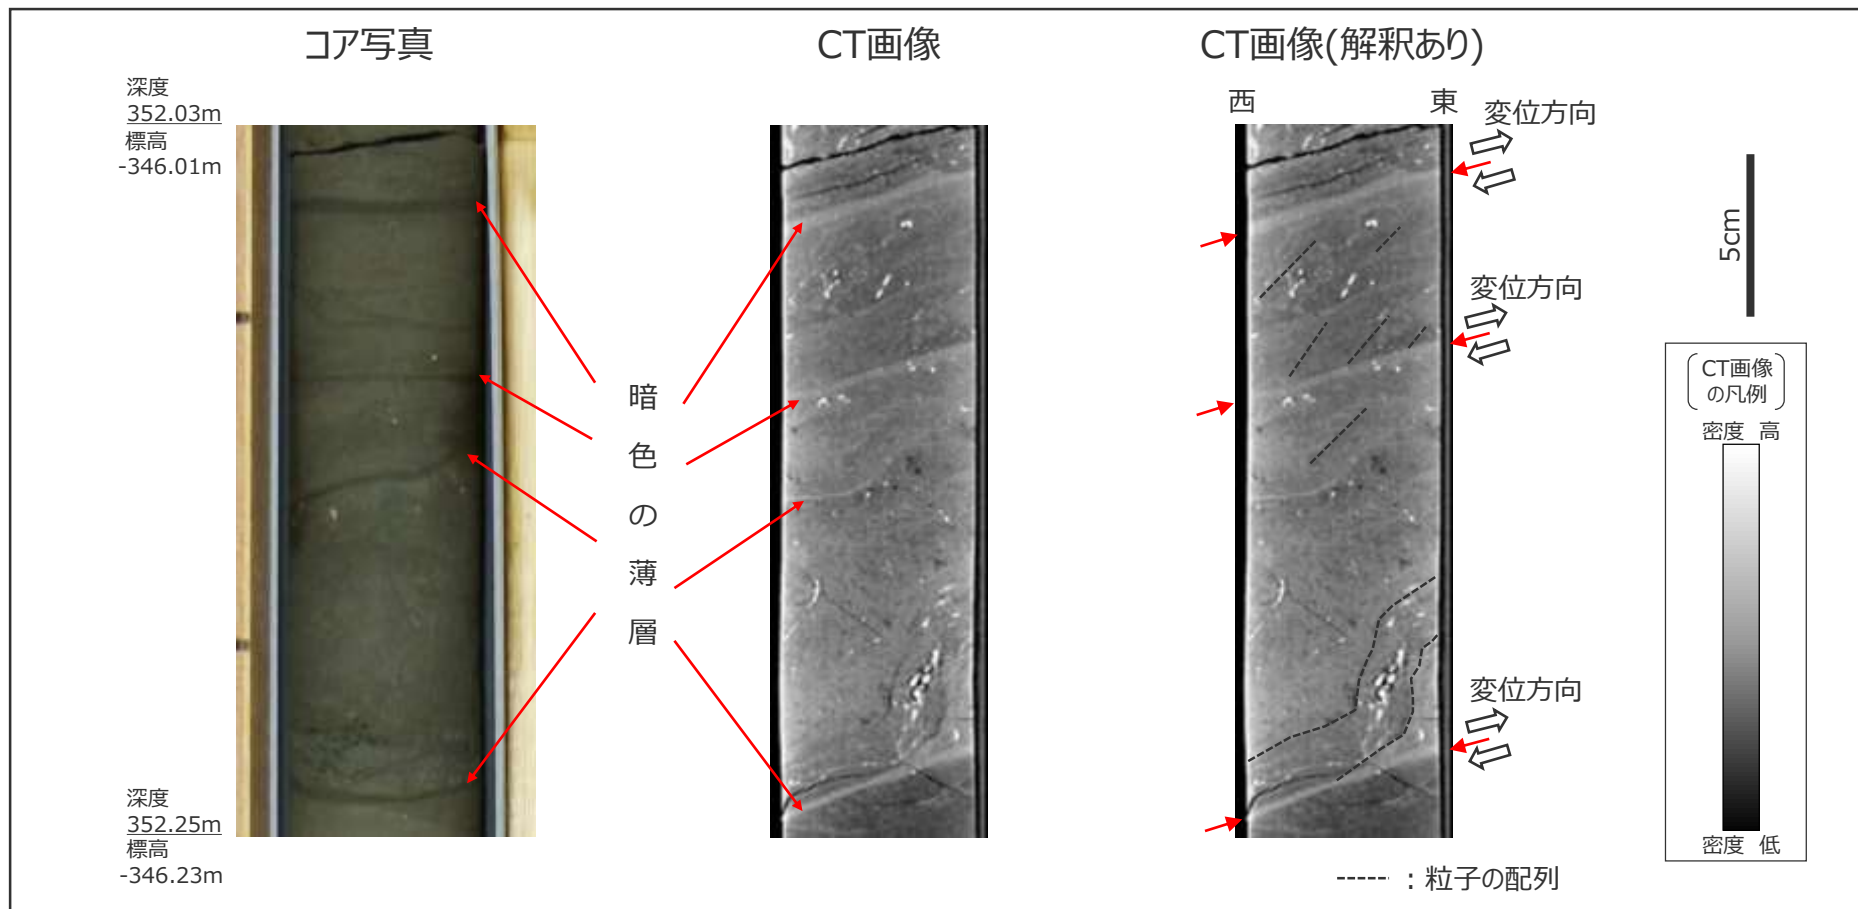 コア写真
CT画像
CT画像(解釈あり)
深度
352.03m
標高
-346.01m
西
東
変位方向
変位方向
変位方向
5cm
暗
色
の
薄
層
CT画像
の凡例
密度 高
密度 低
深度
352.25m
標高
-346.23m
：粒子の配列